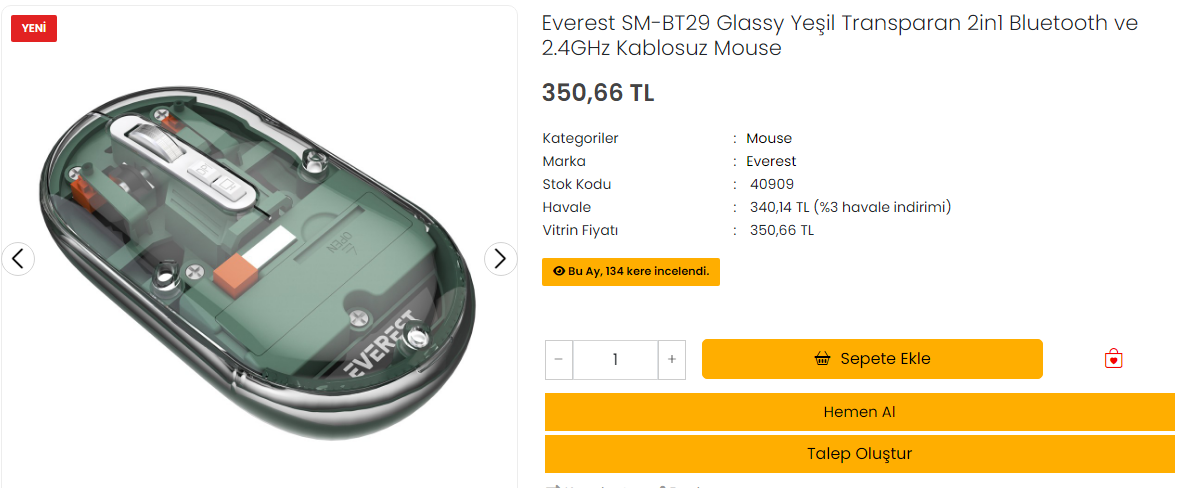 YENİ
Everest SM-BT29 Glassy Yeşil Transparan 2in1 Bluetooth ve
2.4GHz Kablosuz Mouse
350,66 TL
Kategoriler : Mouse
Marka : Everest
Stok Kodu : 40909
Havale : 340,14 TL (%3 havale indirimi)
Vitrin Fiyatı : 350,66 TL
Bu Ay, 134 kere incelendi.
− 1 +
Sepete Ekle
Hemen Al
Talep Oluştur
OPEN
EVEREST